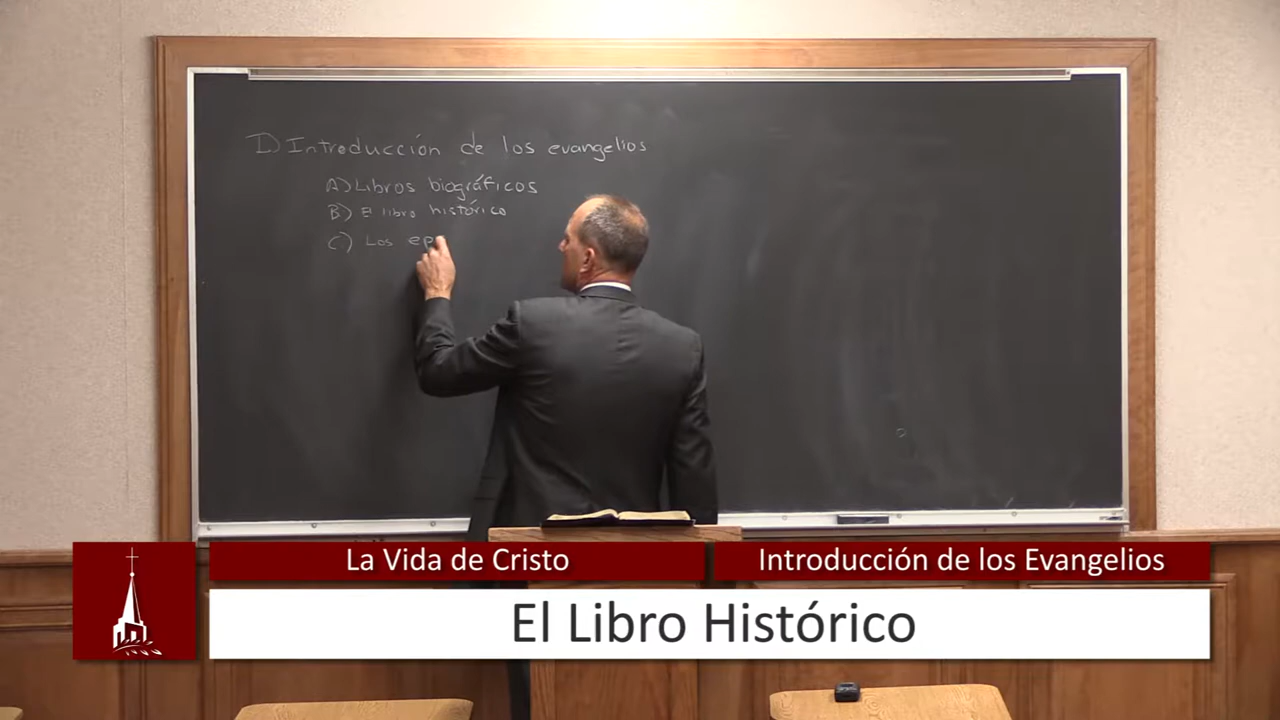 I) Introducción de los evangelios
A) Libros biográficos
B) El libro histórico
C) Los ep
La Vida de Cristo
Introducción de los Evangelios
El Libro Histórico